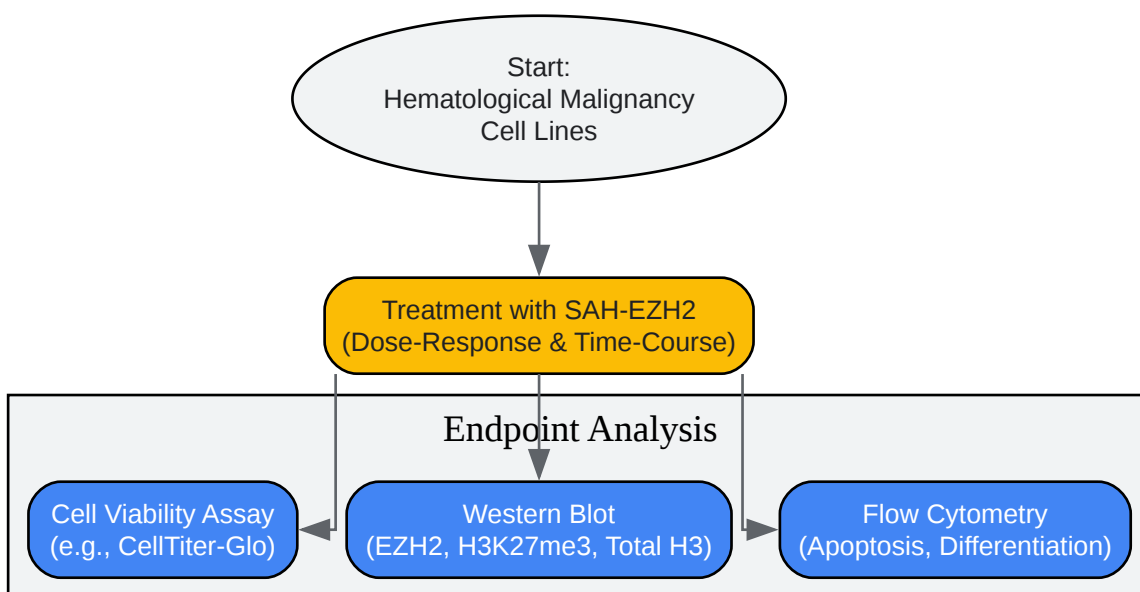 Start:
Hematological Malignancy
Cell Lines
Treatment with SAH-EZH2
(Dose-Response & Time-Course)
Endpoint Analysis
Cell Viability Assay
(e.g., CellTiter-Glo)
Western Blot
(EZH2, H3K27me3, Total H3)
Flow Cytometry
(Apoptosis, Differentiation)